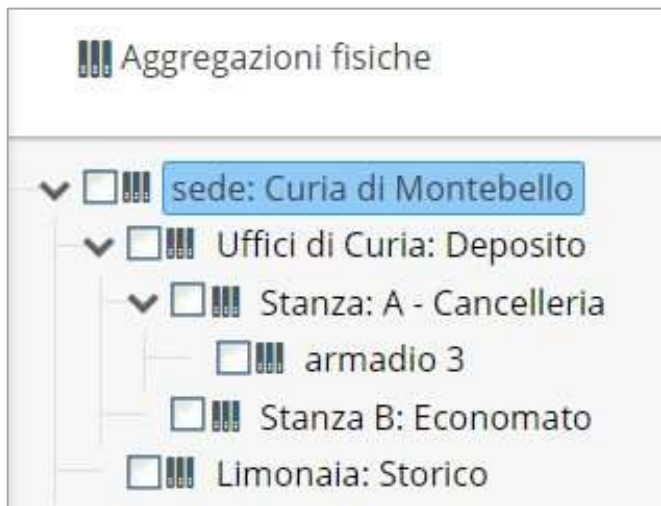 Aggregazioni fisiche
sede: Curia di Montebello
Uffici di Curia: Deposito
Stanza: A - Cancelleria
armadio 3
Stanza B: Economato
Limonaia: Storico